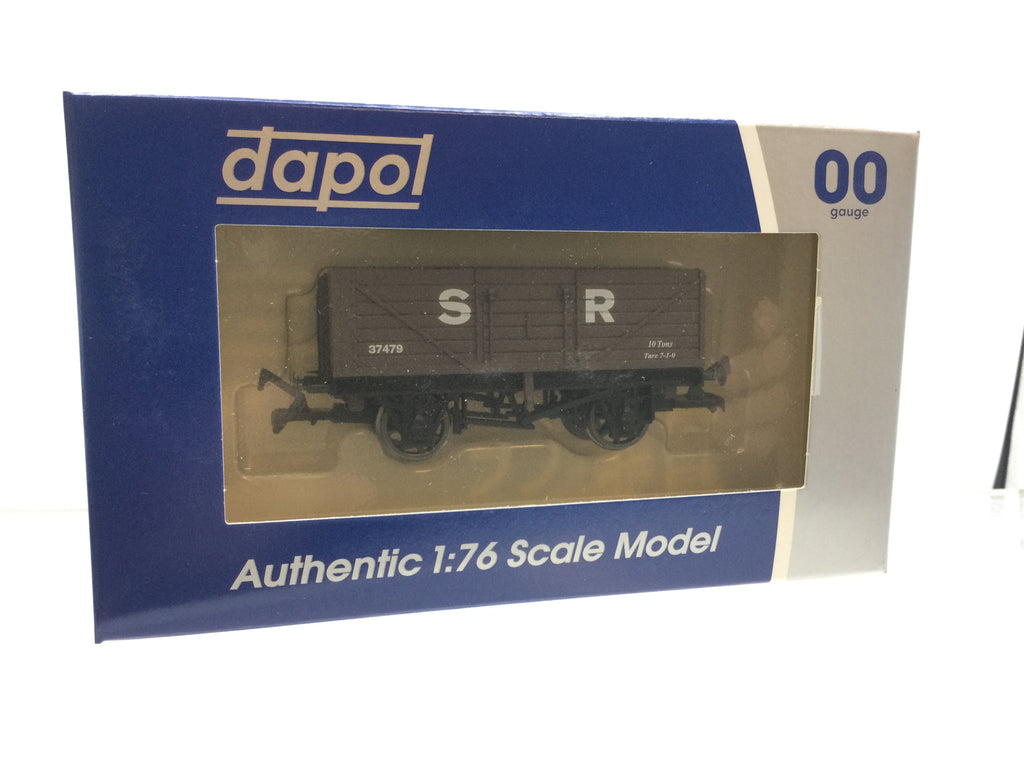 dapol
00
gauge
S R
37479
10 Tons
Tare 7-1-0
Authentic 1:76 Scale Model